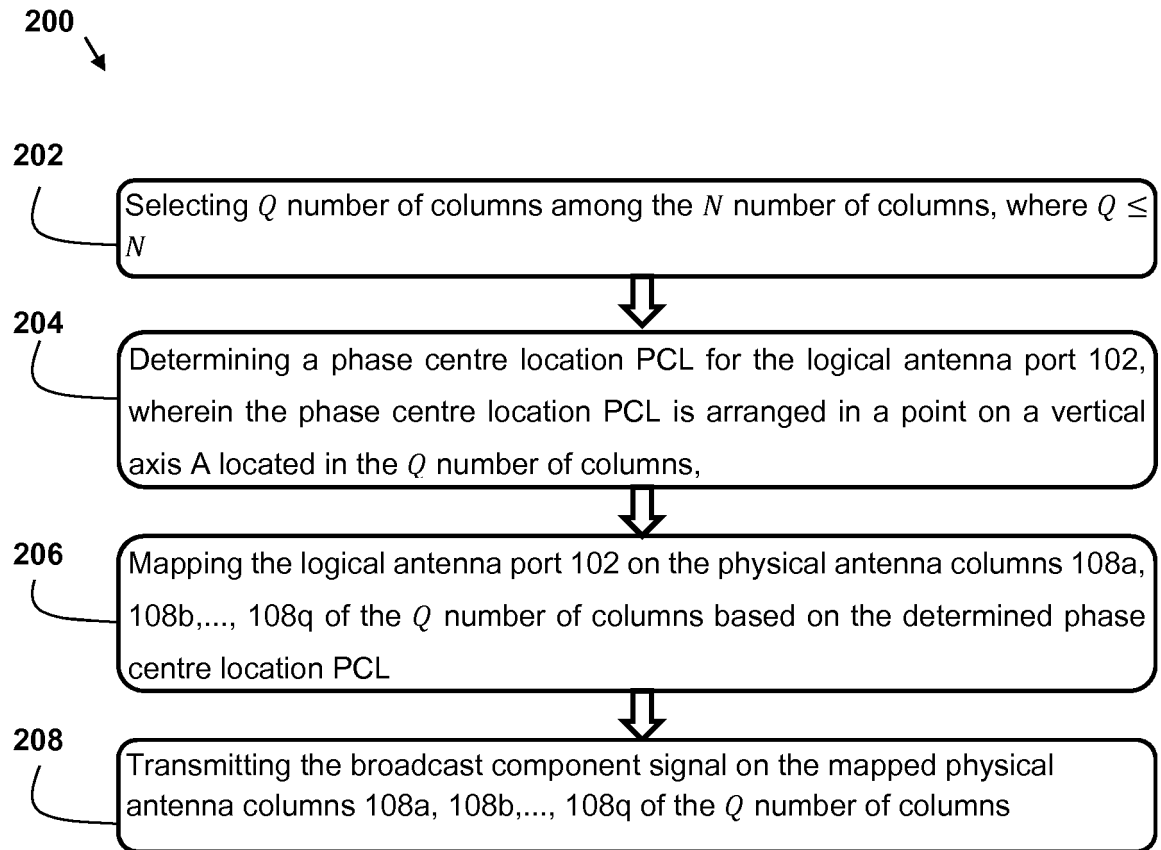 200
202
Selecting Q number of columns among the N number of columns, where Q ≤
N
204
Determining a phase centre location PCL for the logical antenna port 102,
wherein the phase centre location PCL is arranged in a point on a vertical
axis A located in the Q number of columns,
206
Mapping the logical antenna port 102 on the physical antenna columns 108a,
108b,..., 108q of the Q number of columns based on the determined phase
centre location PCL
208
Transmitting the broadcast component signal on the mapped physical
antenna columns 108a, 108b,..., 108q of the Q number of columns